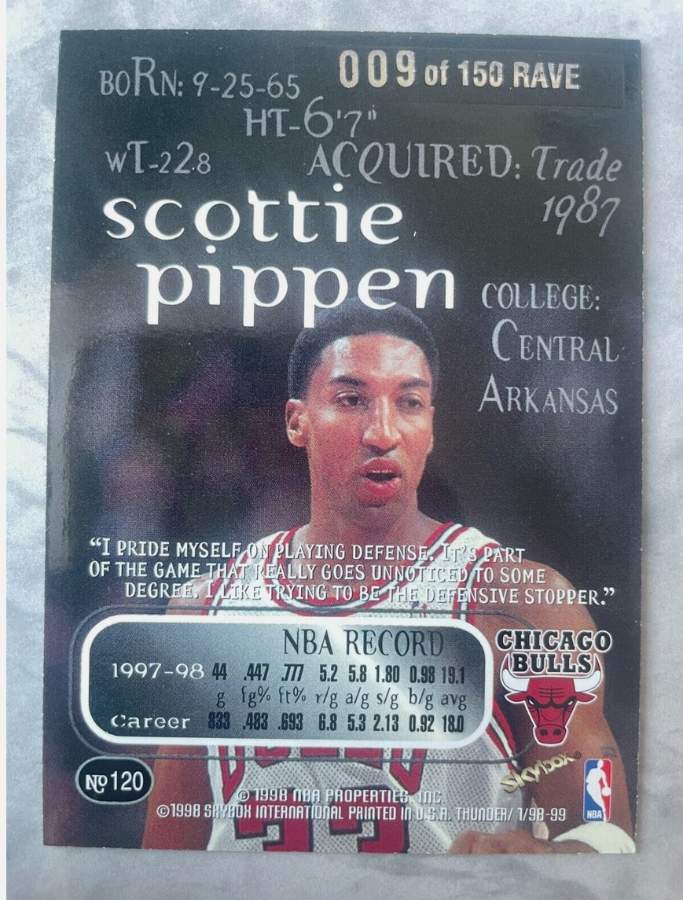 009 of 150 RAVE
BORN: 9-25-65
HT-6'7"
WT-228
ACQUIRED: Trade
1987
scottie
pippen
COLLEGE:
CENTRAL
ARKANSAS
“I PRIDE MYSELF ON PLAYING DEFENSE. IT'S PART
OF THE GAME THAT REALLY GOES UNNOTICED TO SOME
DEGREE. I LIKE TRYING TO BE THE DEFENSIVE STOPPER.”
NBA RECORD
1997-98 44 .447 .777 5.2 5.8 1.80 0.98 19.1
g fg% ft% r/g a/g s/g b/g avg
Career 833 .483 .693 6.8 5.3 2.13 0.92 18.0
CHICAGO
BULLS
skybox®
NBA
No 120
33
© 1998 NBA PROPERTIES, INC
©1998 SKYBOX INTERNATIONAL PRINTED IN U.S.A. THUNDER/ 1/98-99